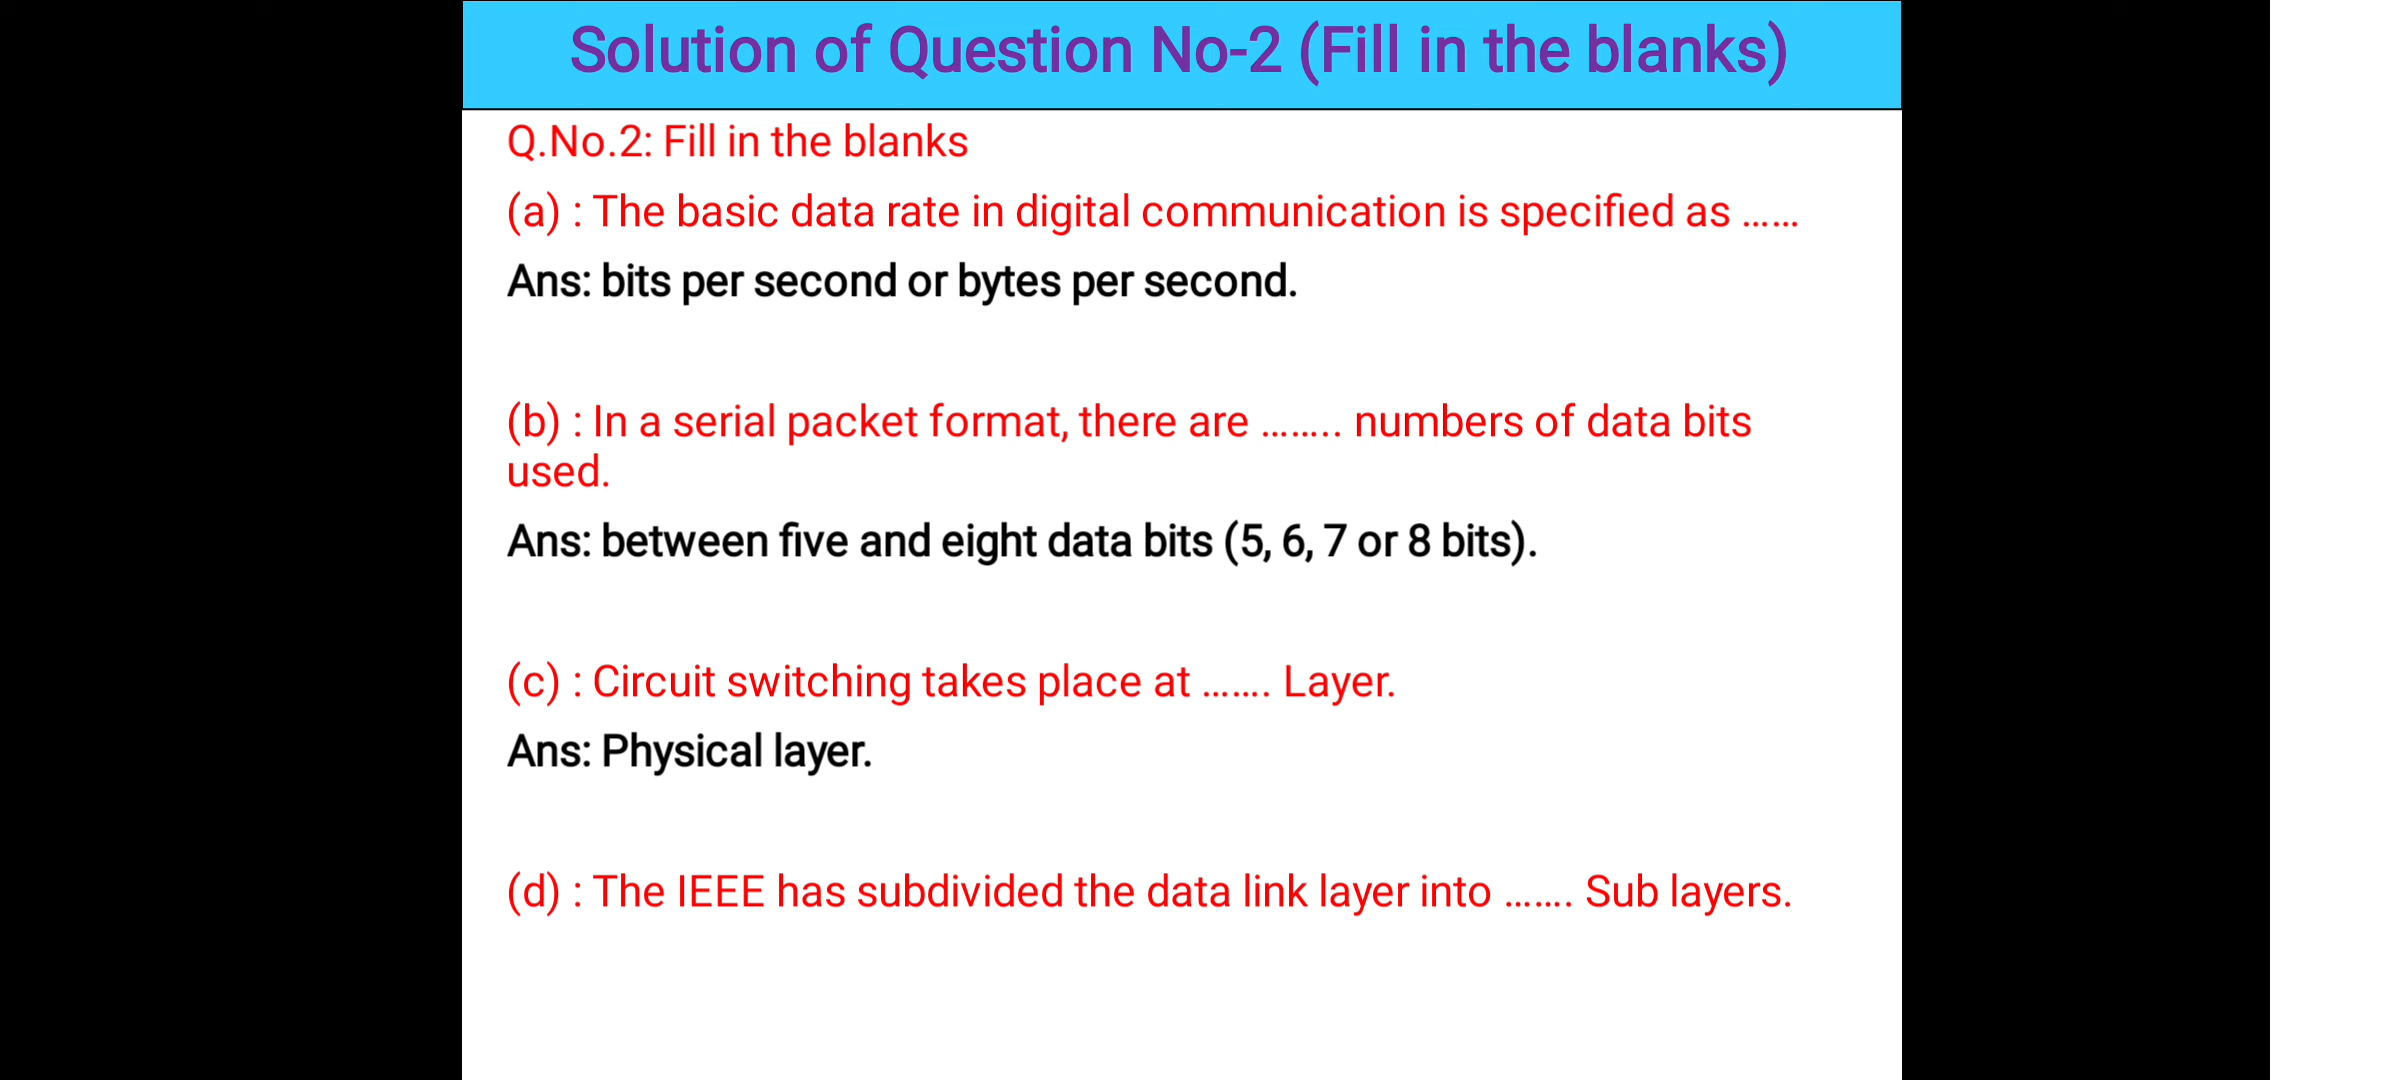 Solution of Question No-2 (Fill in the blanks)
Q.No.2: Fill in the blanks
(a) : The basic data rate in digital communication is specified as ......
Ans: bits per second or bytes per second.
(b) : In a serial packet format, there are …….. numbers of data bits
used.
Ans: between five and eight data bits (5, 6, 7 or 8 bits).
(c) : Circuit switching takes place at ……. Layer.
Ans: Physical layer.
(d) : The IEEE has subdivided the data link layer into ……. Sub layers.